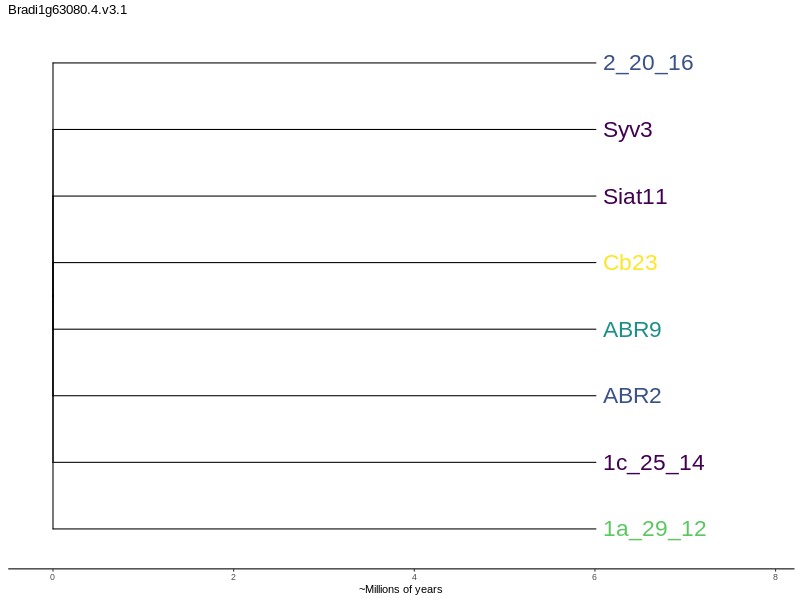 Bradi1g63080.4.v3.1
2_20_16
Syv3
Siat11
Cb23
ABR9
ABR2
1c_25_14
1a_29_12
0 2 4 6 8
~Millions of years